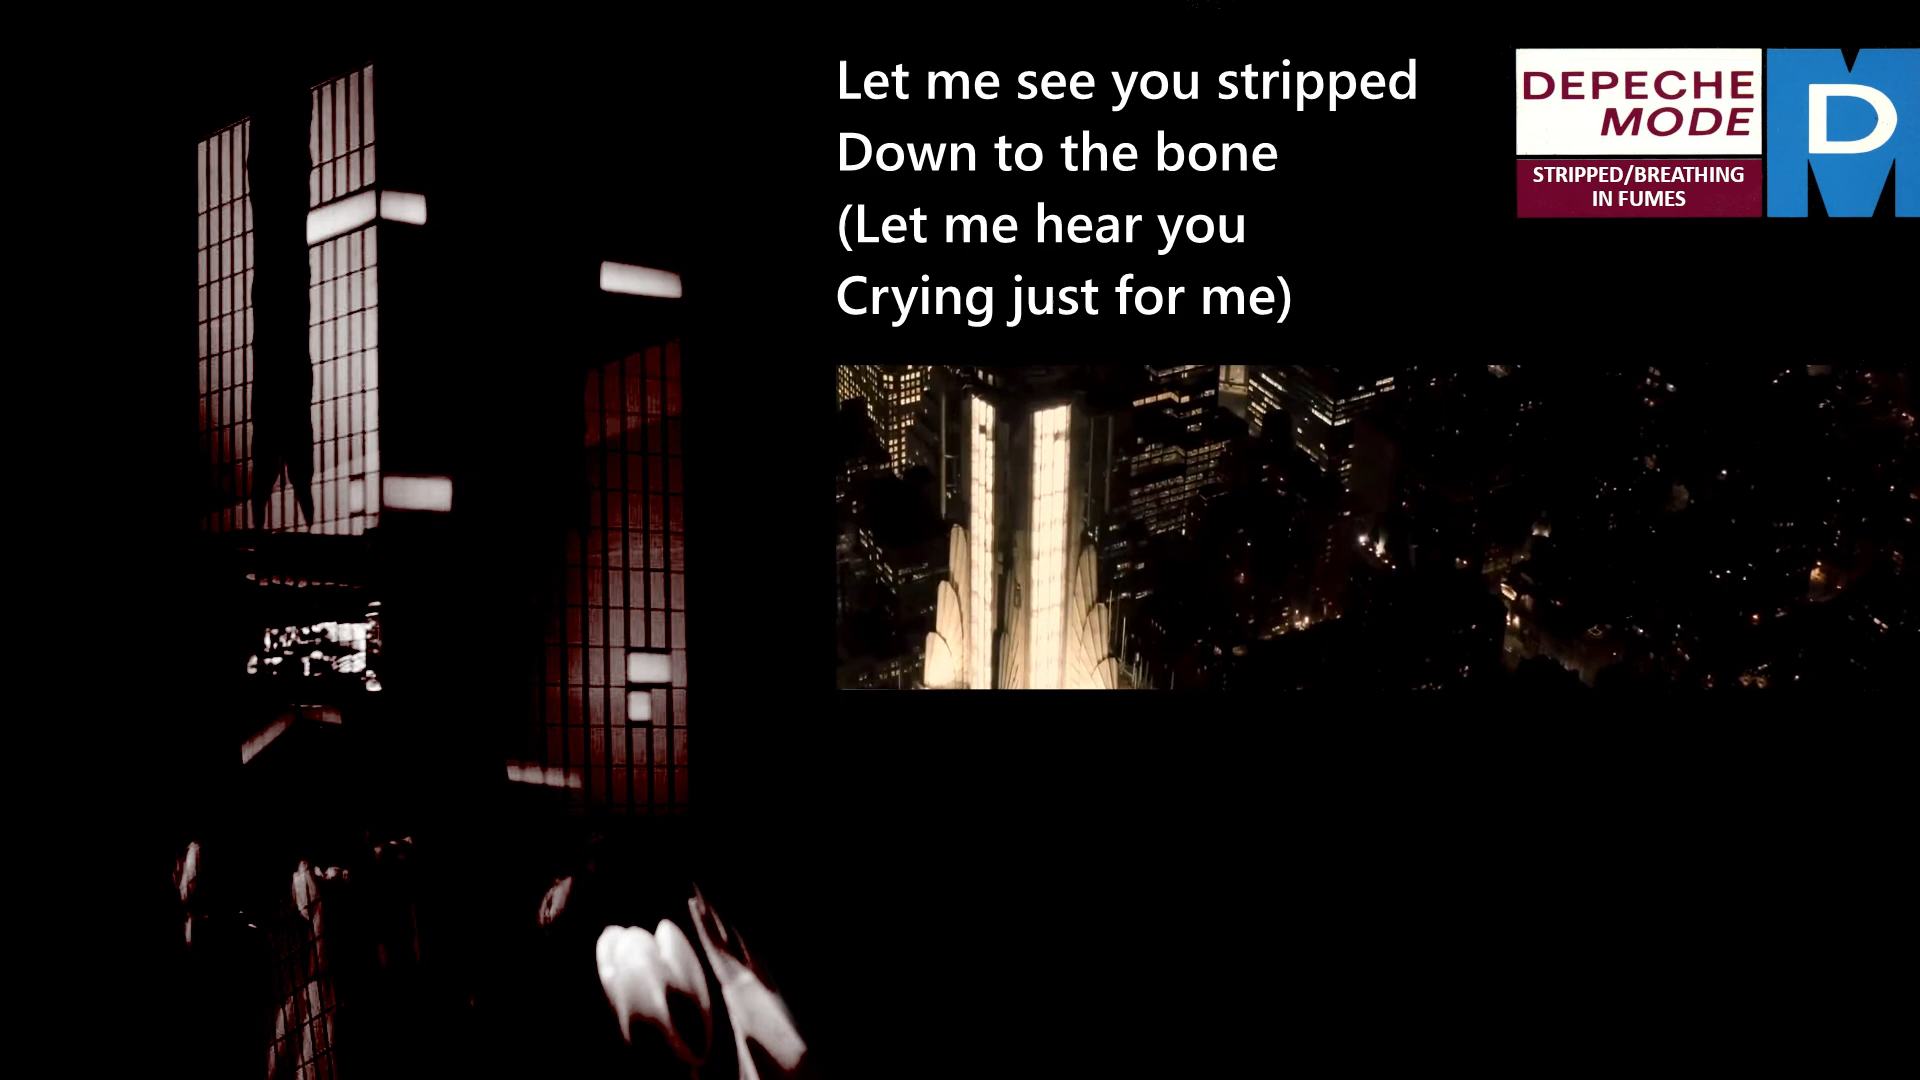 Let me see you stripped
Down to the bone
(Let me hear you
Crying just for me)
DEPECHE
MODE
STRIPPED/BREATHING
IN FUMES
DM